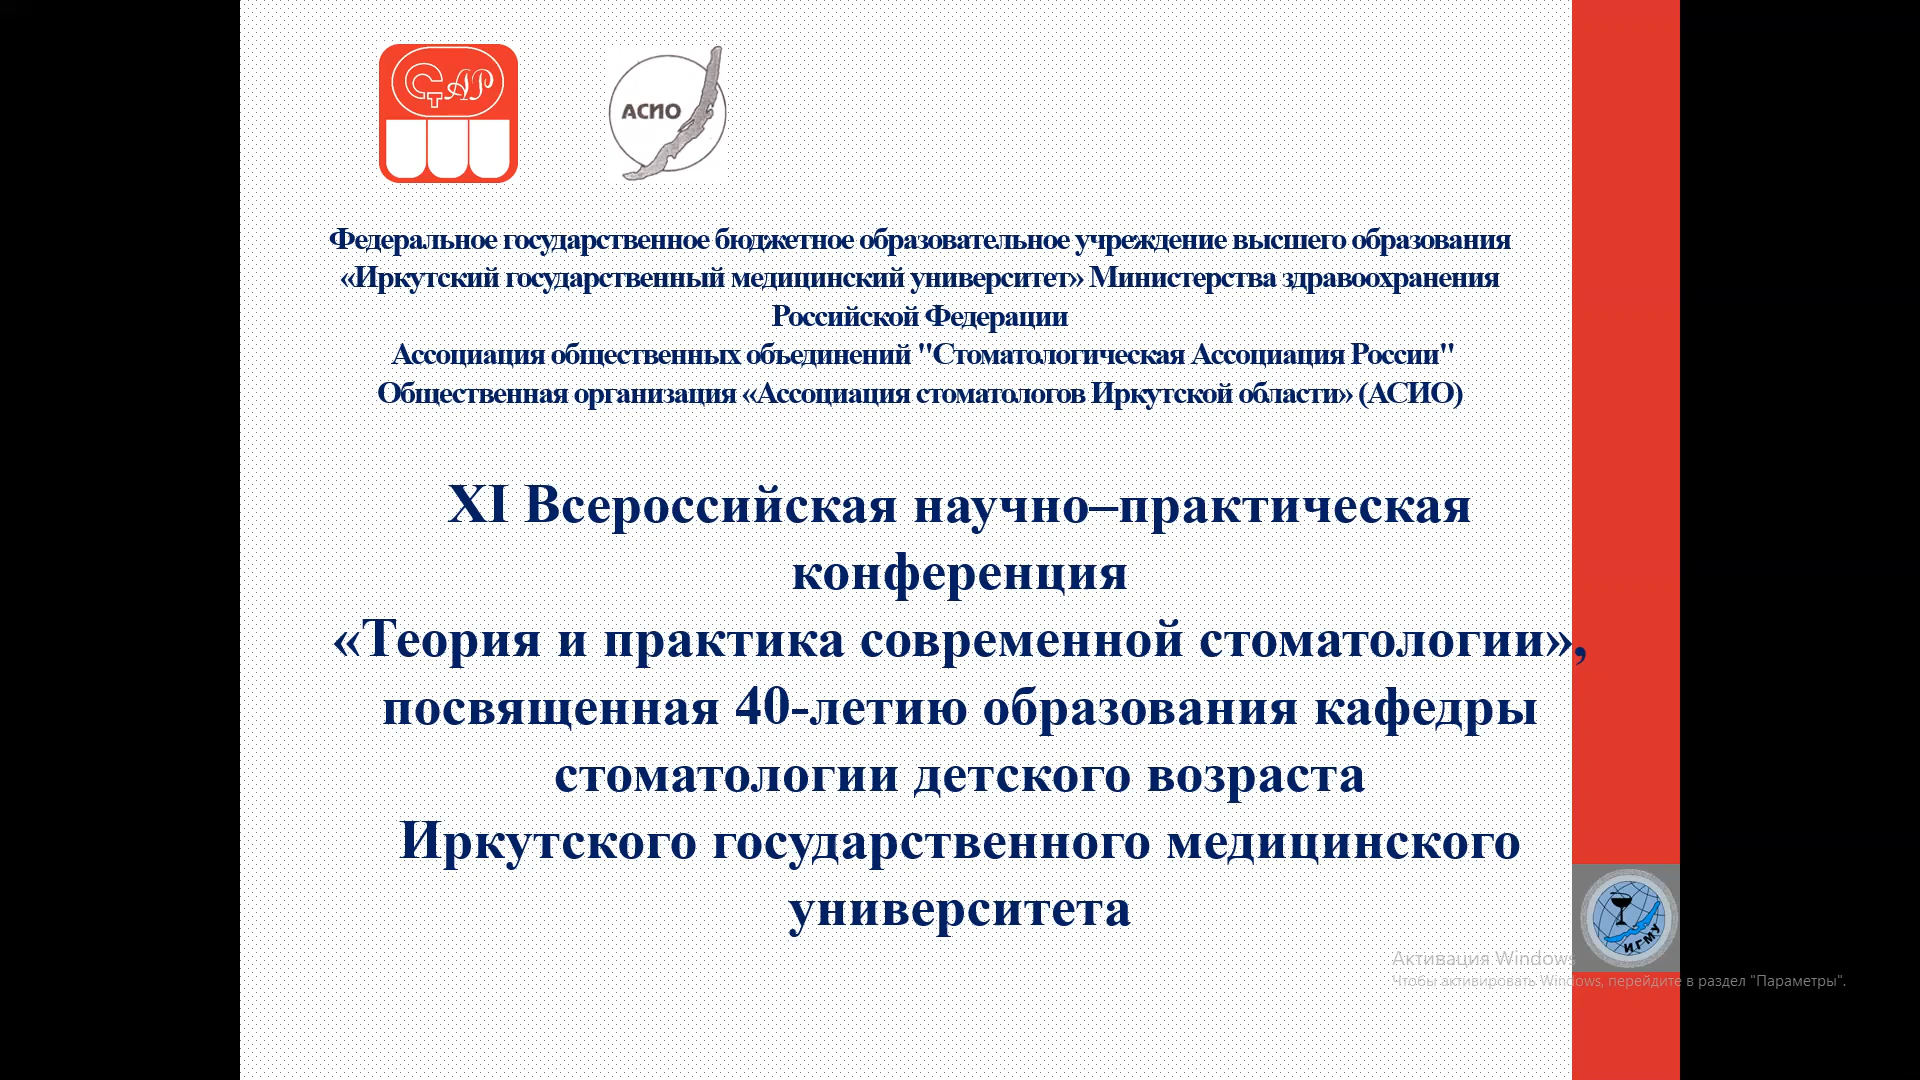 СтАР
АСИО
Федеральное государственное бюджетное образовательное учреждение высшего образования
«Иркутский государственный медицинский университет» Министерства здравоохранения
Российской Федерации
Ассоциация общественных объединений "Стоматологическая Ассоциация России"
Общественная организация «Ассоциация стоматологов Иркутской области» (АСИО)
XI Всероссийская научно–практическая
конференция
«Теория и практика современной стоматологии»,
посвященная 40-летию образования кафедры
стоматологии детского возраста
Иркутского государственного медицинского
университета
ИГМУ
Активация Windows
Чтобы активировать Windows, перейдите в раздел "Параметры".